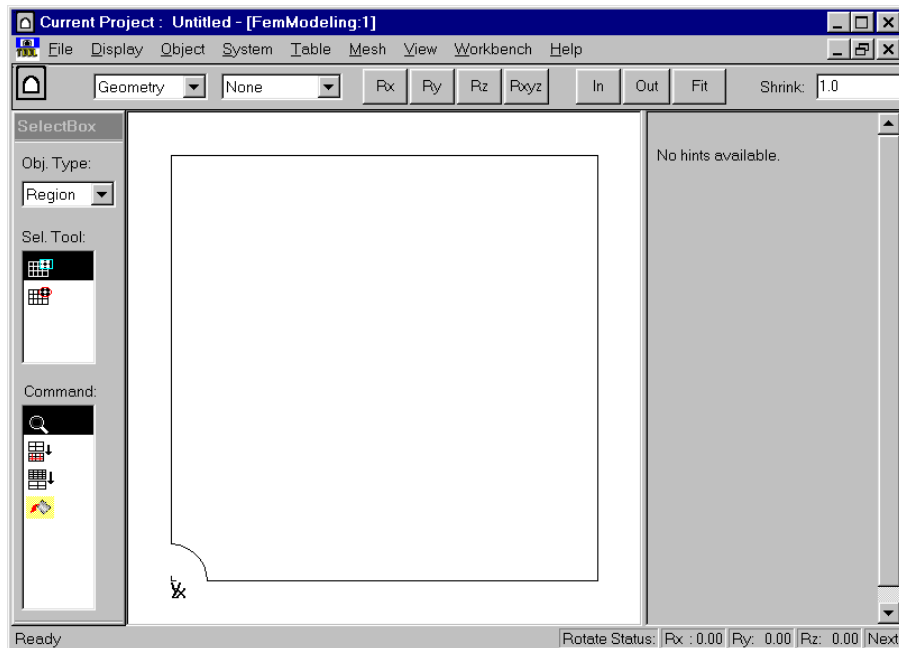 Current Project : Untitled - [FemModeling:1]
File Display Object System Table Mesh View Workbench Help
Geometry None Rx Ry Rz Rxyz In Out Fit Shrink: 1.0
SelectBox
No hints available.
Obj. Type:
Region
Sel. Tool:
Command:
Ready Rotate Status: Rx : 0.00 Ry: 0.00 Rz: 0.00 Next